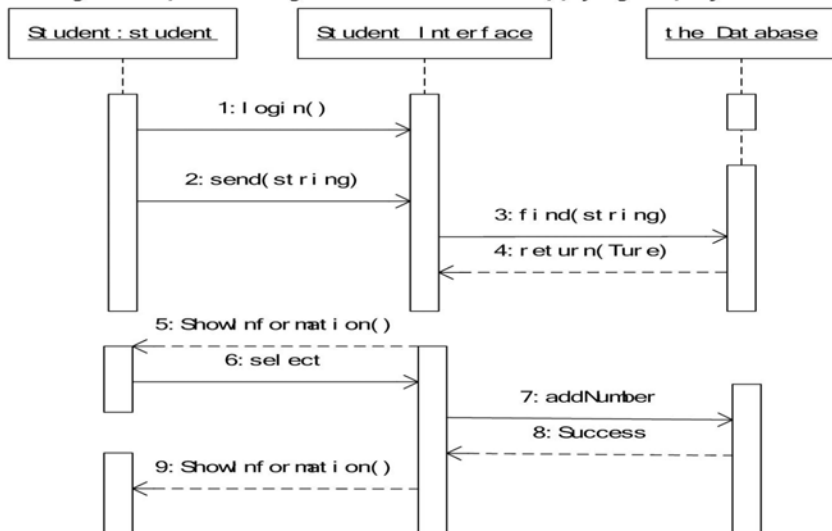 Student:student
Student Interface
the Database
1:login()
2:send(string)
3:find(string)
4:return(Ture)
5:ShowInformation()
6:select
7:addNumber
8:Success
9:ShowInformation()